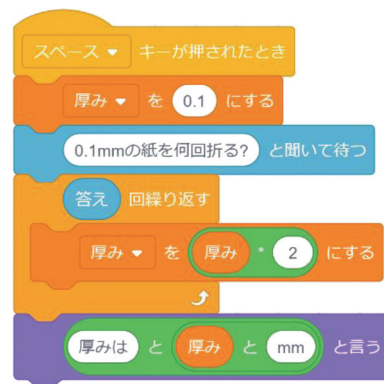 スペース キーが押されたとき
厚み を 0.1 にする
0.1mmの紙を何回折る? と聞いて待つ
答え 回繰り返す
厚み を 厚み * 2 にする
厚みは と 厚み と mm と言う